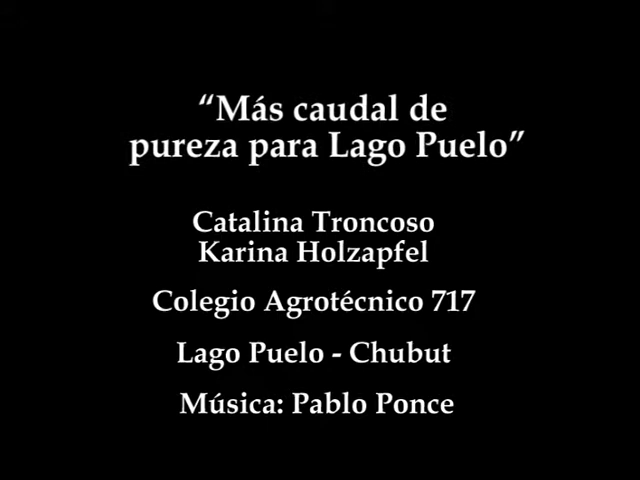 “Más caudal de
pureza para Lago Puelo”
Catalina Troncoso
Karina Holzapfel
Colegio Agrotécnico 717
Lago Puelo - Chubut
Música: Pablo Ponce